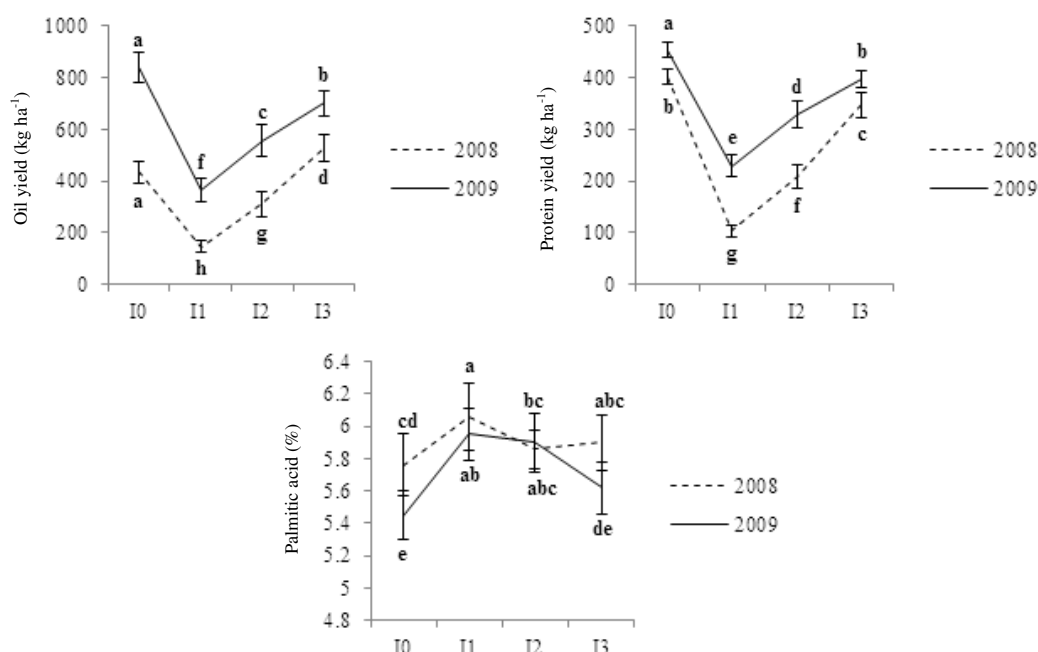 Oil yield (kg ha-1)
1000
800
600
400
200
0
a
f
c
b
a
h
g
d
I0 I1 I2 I3
2008
2009
Protein yield (kg ha-1)
500
400
300
200
100
0
a
e
d
b
b
g
f
c
I0 I1 I2 I3
2008
2009
Palmitic acid (%)
6.4
6.2
6
5.8
5.6
5.4
5.2
5
4.8
cd
a
bc
abc
e
ab
abc
de
I0 I1 I2 I3
2008
2009